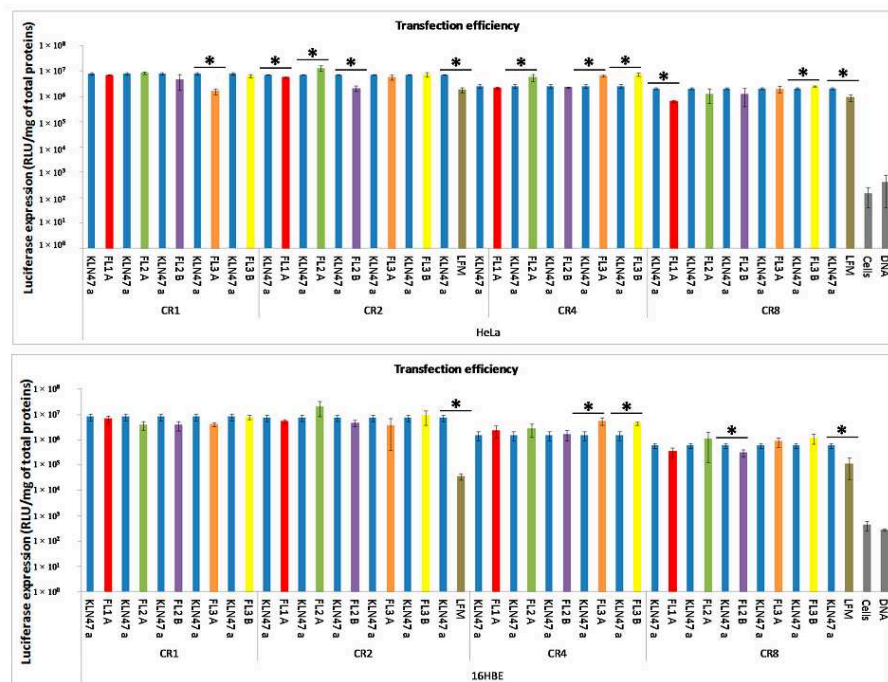 Transfection efficiency
Luciferase expression (RLU/mg of total proteins)
1 × 10⁸
1 × 10⁷
1 × 10⁶
1 × 10⁵
1 × 10⁴
1 × 10³
1 × 10²
1 × 10¹
1 × 10⁰
* * * * * * * * * * *
KLN47 a FL1 A KLN47 a FL2 A KLN47 a FL2 B KLN47 a FL3 A KLN47 a FL3 B KLN47 a FL1 A KLN47 a FL2 A KLN47 a FL2 B KLN47 a FL3 A KLN47 a FL3 B KLN47 a LFM KLN47 a FL1 A KLN47 a FL2 A KLN47 a FL2 B KLN47 a FL3 A KLN47 a FL3 B KLN47 a FL1 A KLN47 a FL2 A KLN47 a FL2 B KLN47 a FL3 A KLN47 a FL3 B KLN47 a LFM Cells DNA
CR1 CR2 CR4 CR8
HeLa
Transfection efficiency
Luciferase expression (RLU/mg of total proteins)
1 × 10⁸
1 × 10⁷
1 × 10⁶
1 × 10⁵
1 × 10⁴
1 × 10³
1 × 10²
1 × 10¹
1 × 10⁰
* * * * *
KLN47 a FL1 A KLN47 a FL2 A KLN47 a FL2 B KLN47 a FL3 A KLN47 a FL3 B KLN47 a FL1 A KLN47 a FL2 A KLN47 a FL2 B KLN47 a FL3 A KLN47 a FL3 B KLN47 a LFM KLN47 a FL1 A KLN47 a FL2 A KLN47 a FL2 B KLN47 a FL3 A KLN47 a FL3 B KLN47 a FL1 A KLN47 a FL2 A KLN47 a FL2 B KLN47 a FL3 A KLN47 a FL3 B KLN47 a LFM Cells DNA
CR1 CR2 CR4 CR8
16HBE